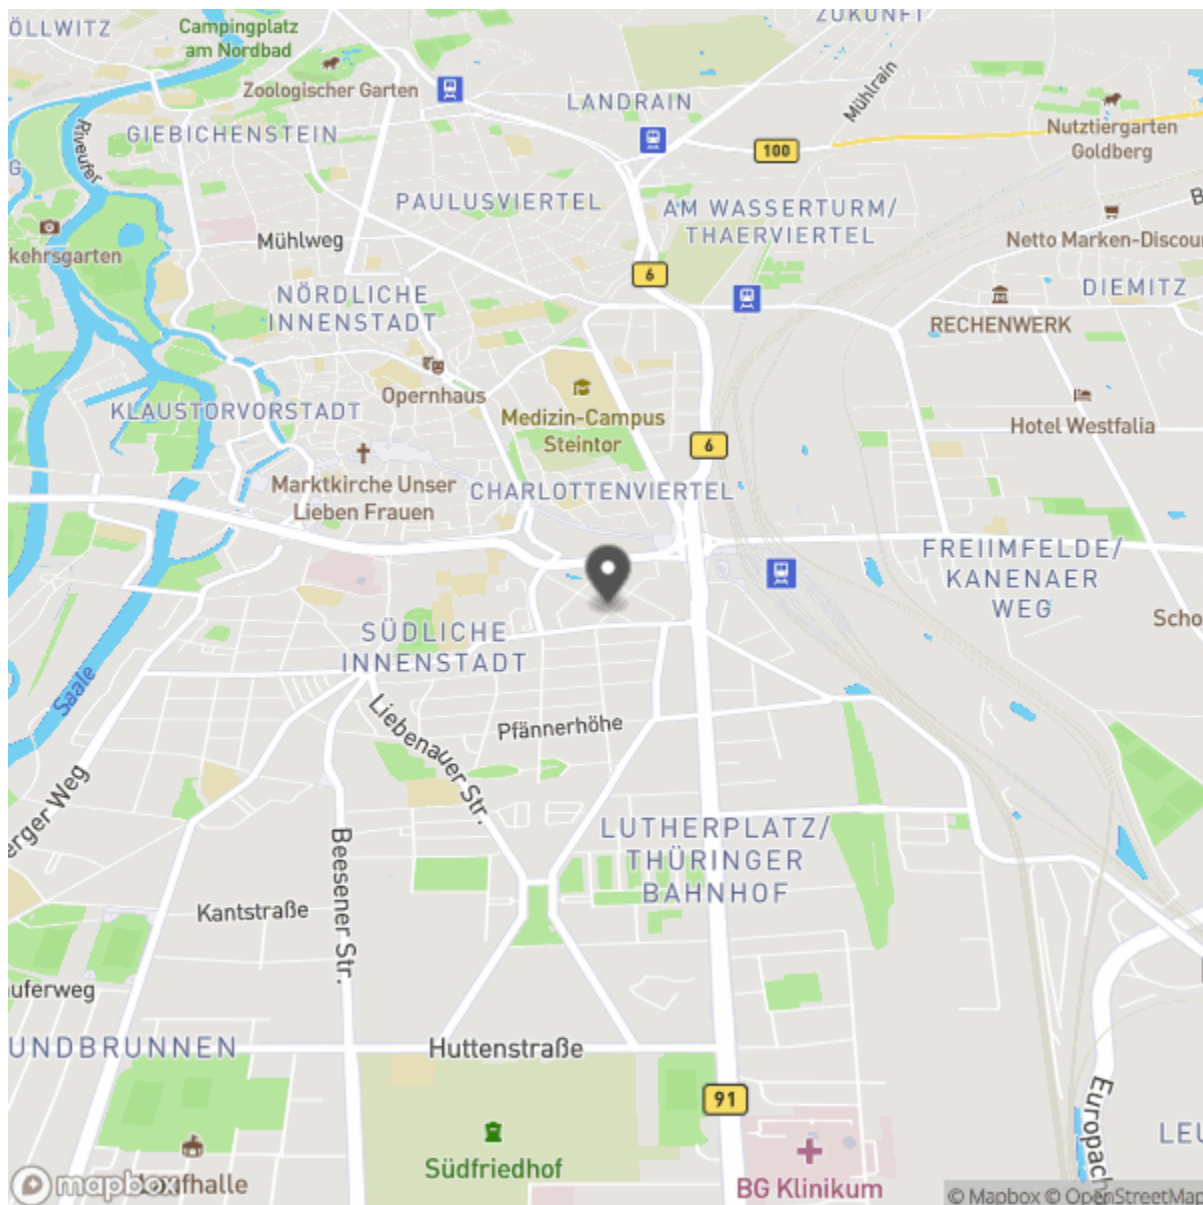 ÖLLWITZ
Campingplatz
am Nordbad
ZUKUNFT
Zoologischer Garten
LANDRAIN
Mühlrain
Riveufer
GIEBICHENSTEIN
100
Nutztiergarten
Goldberg
G
PAULUSVIERTEL
AM WASSERTURM/
THAERVIERTEL
B
kehrsgarten
Mühlweg
Netto Marken-Discou
6
DIEMITZ
NÖRDLICHE
INNENSTADT
RECHENWERK
Opernhaus
KLAUSTORVORSTADT
Medizin-Campus
Steintor
Hotel Westfalia
6
Marktkirche Unser
Lieben Frauen
CHARLOTTENVIERTEL
FREIIMFELDE/
KANENAER
WEG
Scho
SÜDLICHE
INNENSTADT
Saale
Liebenauer Str.
Pfännerhöhe
erger Weg
LUTHERPLATZ/
THÜRINGER
BAHNHOF
Beesener Str.
Kantstraße
uferweg
UNDBRUNNEN
Huttenstraße
91
Europach
LEU
Südfriedhof
BG Klinikum
mapbox
halle
© Mapbox © OpenStreetMap